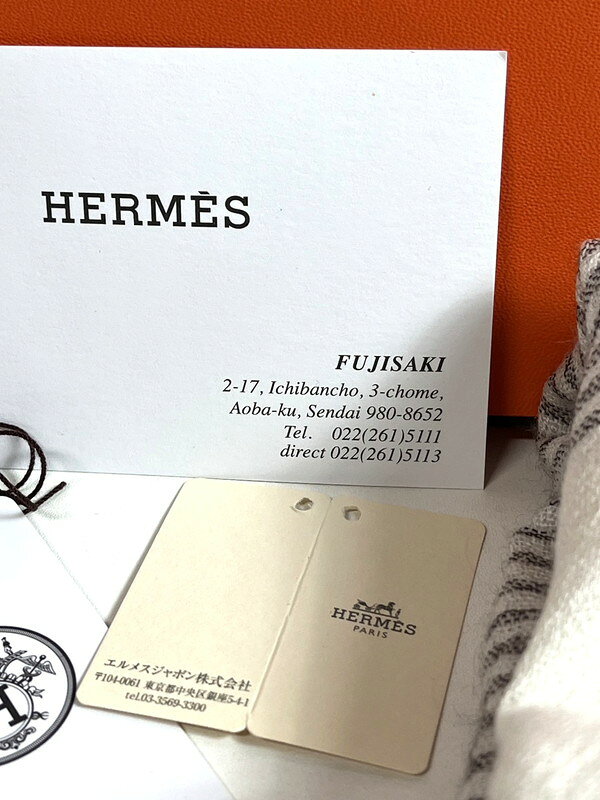 HERMÈS
FUJISAKI
2-17, Ichibancho, 3-chome,
Aoba-ku, Sendai 980-8652
Tel. 022(261)5111
direct 022(261)5113
HERMÈS
PARIS
エルメスジャポン株式会社
〒104-0061 東京都中央区銀座5-4-1
tel.03-3569-3300
H